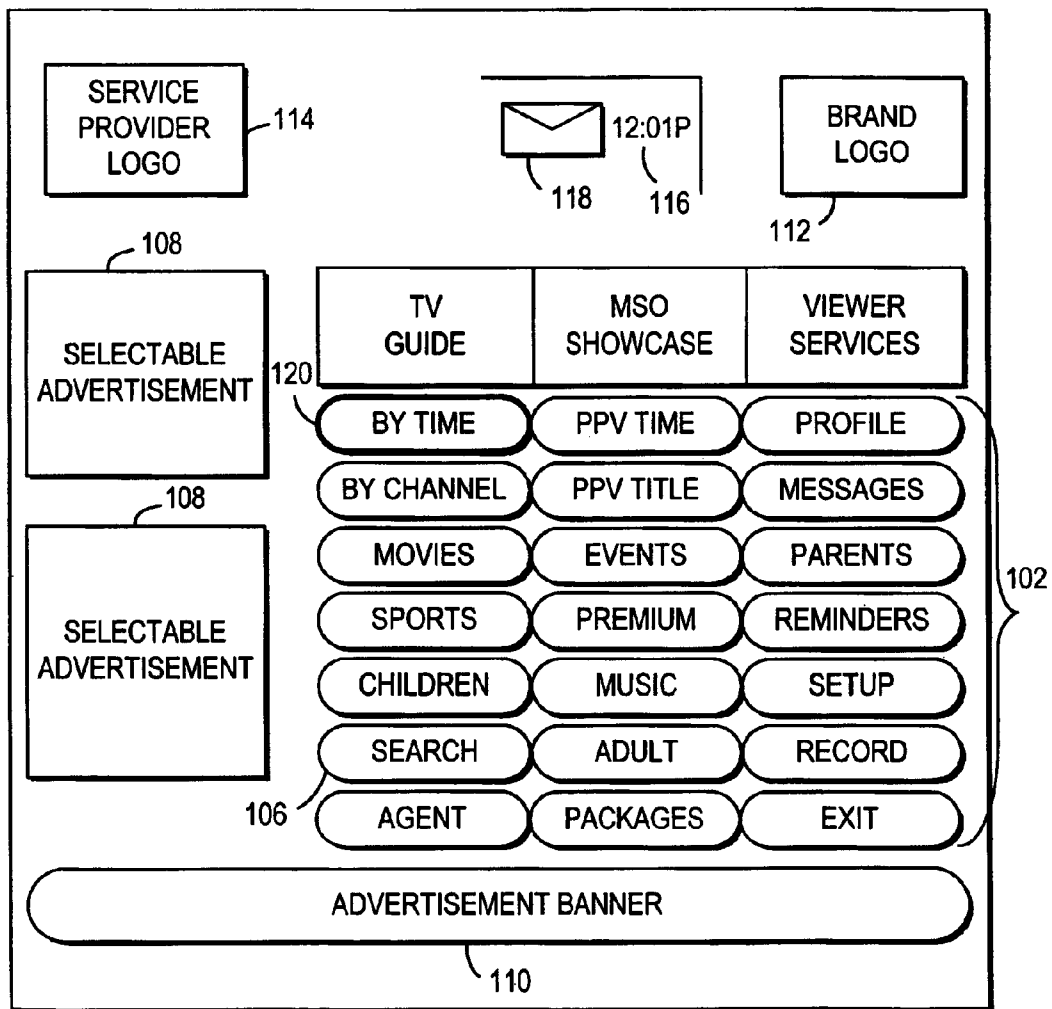 SERVICE
PROVIDER
LOGO
114
12:01P
118
116
BRAND
LOGO
112
108
SELECTABLE
ADVERTISEMENT
108
SELECTABLE
ADVERTISEMENT
TV
GUIDE
MSO
SHOWCASE
VIEWER
SERVICES
120
BY TIME
PPV TIME
PROFILE
BY CHANNEL
PPV TITLE
MESSAGES
MOVIES
EVENTS
PARENTS
102
SPORTS
PREMIUM
REMINDERS
CHILDREN
MUSIC
SETUP
SEARCH
ADULT
RECORD
106
AGENT
PACKAGES
EXIT
ADVERTISEMENT BANNER
110